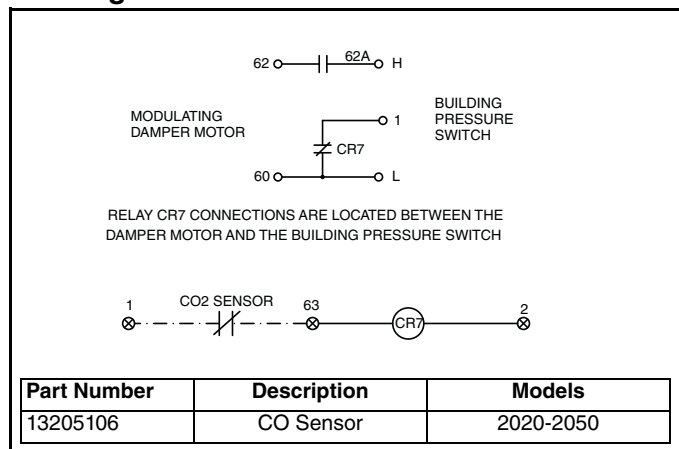 62 62A H
MODULATING
DAMPER MOTOR
1
BUILDING
PRESSURE
SWITCH
CR7
60 L
RELAY CR7 CONNECTIONS ARE LOCATED BETWEEN THE
DAMPER MOTOR AND THE BUILDING PRESSURE SWITCH
1 CO2 SENSOR 63 CR7 2
Part Number Description Models
13205106 CO Sensor 2020-2050